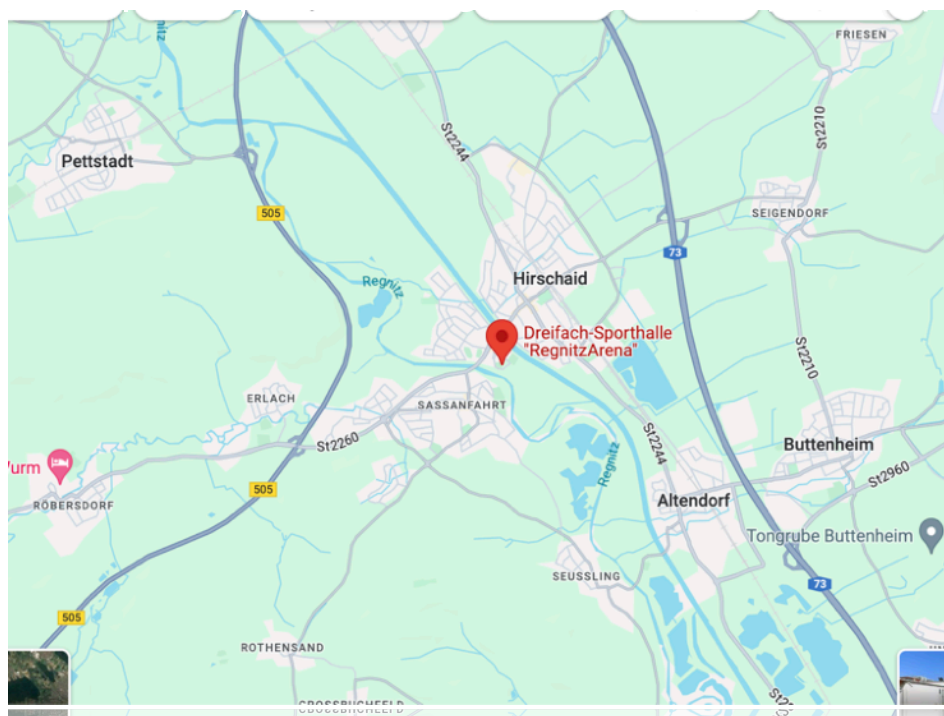 FRIESEN
Regnitz
St2244
St2210
Pettstadt
505
SEIGENDORF
73
Hirschaid
Regnitz
Dreifach-Sporthalle
"RegnitzArena"
St2210
ERLACH
SASSANFAHRT
St2260
St2244
Buttenheim
Regnitz
St2960
505
Altendorf
RÖBERSDORF
Tongrube Buttenheim
SEUSSLING
73
505
ROTHENSAND